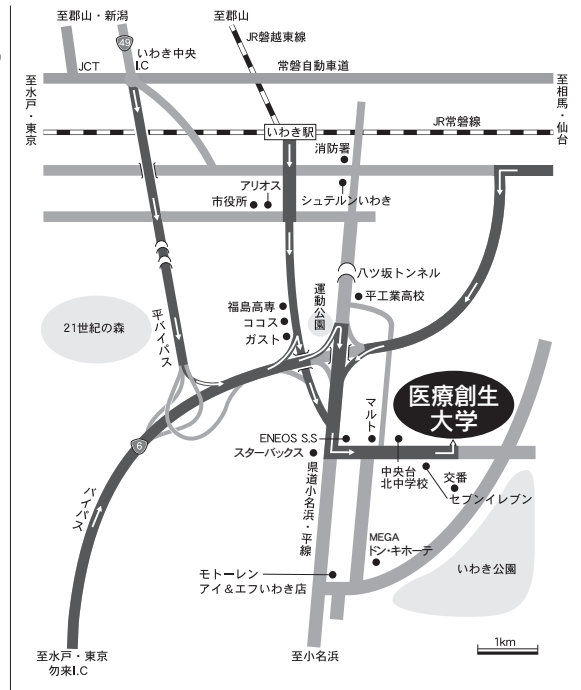 至郡山・新潟
至郡山
JR磐越東線
49
いわき中央
I.C
JCT
常磐自動車道
至水戸・東京
至相馬・仙台
いわき駅
JR常磐線
消防署
アリオス
市役所
シュテルンいわき
八ツ坂トンネル
運動公園
平工業高校
福島高専
ココス
ガスト
21世紀の森
平バイパス
医療創生
大学
マルト
ENEOS S.S
スターバックス
6
中央台
北中学校
交番
セブンイレブン
県道小名浜・平線
バイパス
MEGA
ドン・キホーテ
いわき公園
モトーレン
アイ&エフいわき店
1km
至水戸・東京
勿来I.C
至小名浜